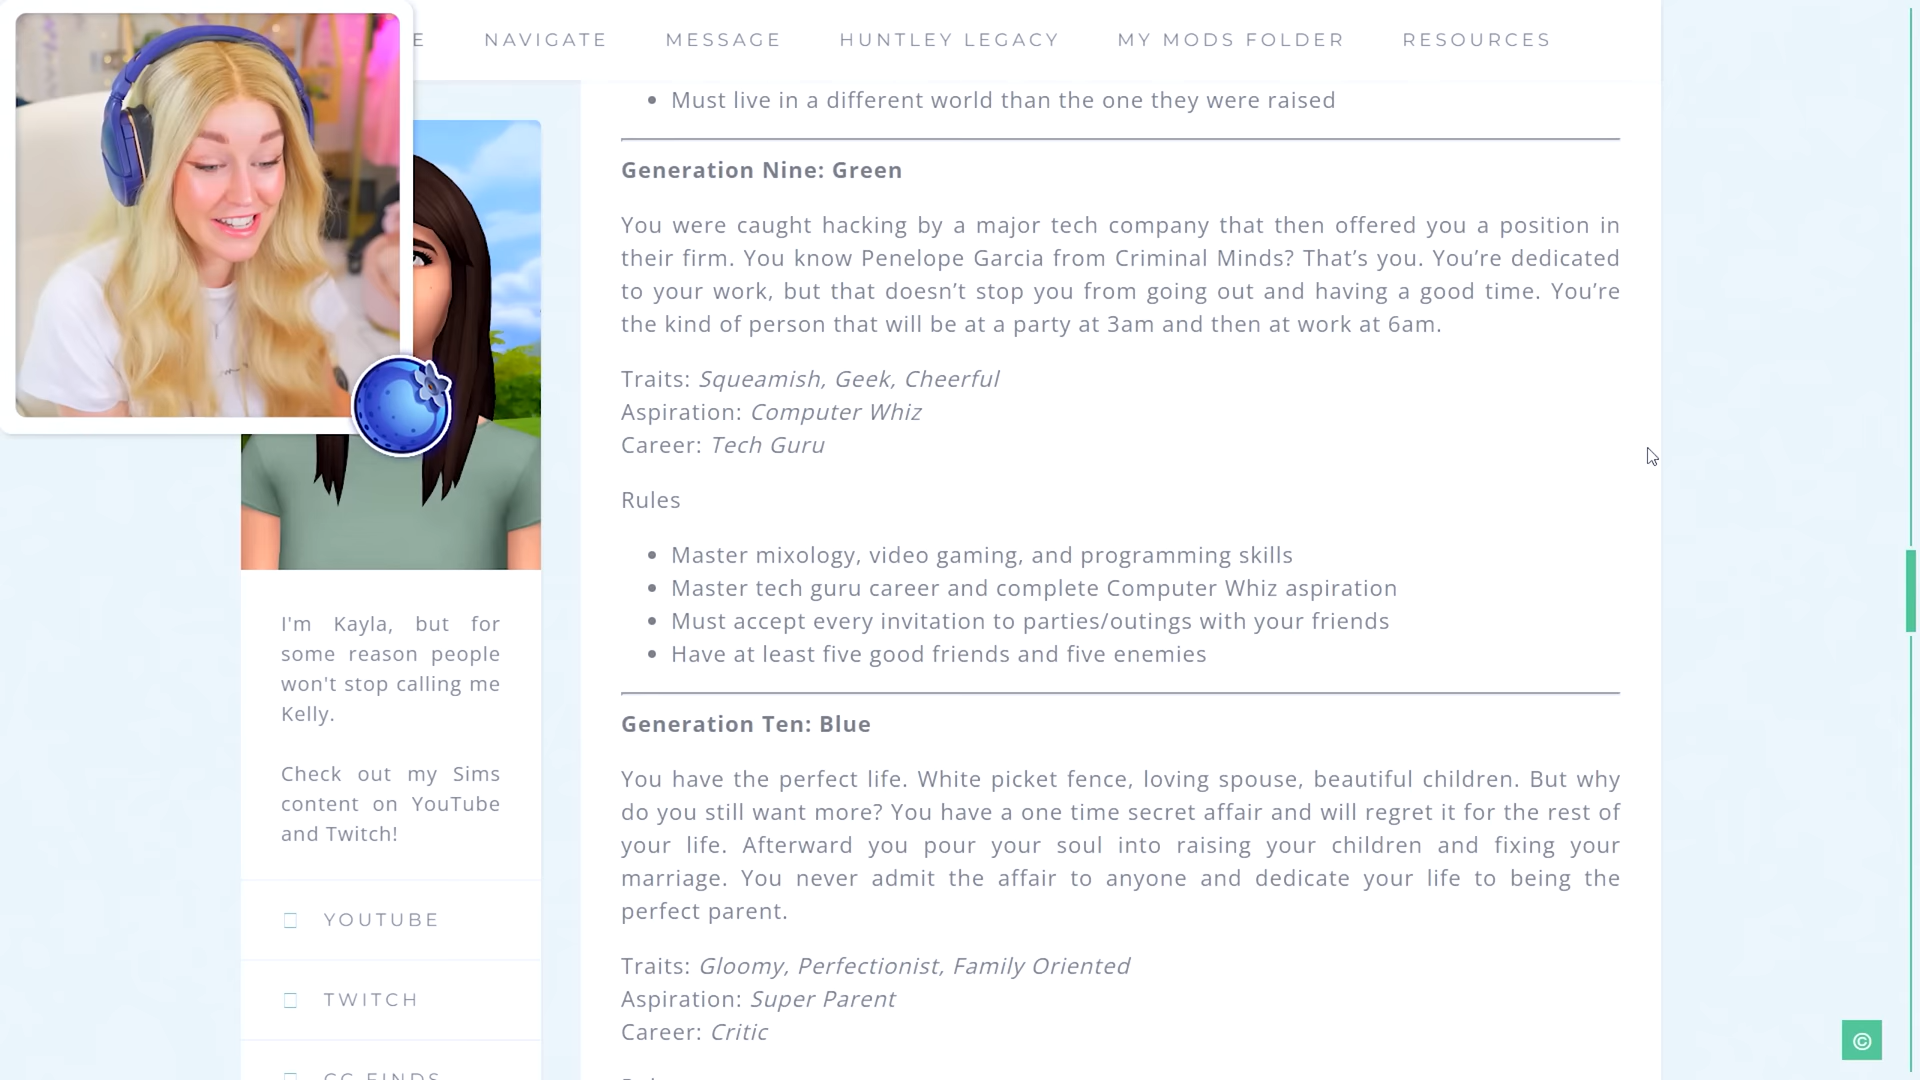 E NAVIGATE MESSAGE HUNTLEY LEGACY MY MODS FOLDER RESOURCES
I'm Kayla, but for
some reason people
won't stop calling me
Kelly.
Check out my Sims
content on YouTube
and Twitch!
YOUTUBE
TWITCH
CC FINDS
• Must live in a different world than the one they were raised
Generation Nine: Green
You were caught hacking by a major tech company that then offered you a position in
their firm. You know Penelope Garcia from Criminal Minds? That’s you. You’re dedicated
to your work, but that doesn’t stop you from going out and having a good time. You’re
the kind of person that will be at a party at 3am and then at work at 6am.
Traits: Squeamish, Geek, Cheerful
Aspiration: Computer Whiz
Career: Tech Guru
Rules
• Master mixology, video gaming, and programming skills
• Master tech guru career and complete Computer Whiz aspiration
• Must accept every invitation to parties/outings with your friends
• Have at least five good friends and five enemies
Generation Ten: Blue
You have the perfect life. White picket fence, loving spouse, beautiful children. But why
do you still want more? You have a one time secret affair and will regret it for the rest of
your life. Afterward you pour your soul into raising your children and fixing your
marriage. You never admit the affair to anyone and dedicate your life to being the
perfect parent.
Traits: Gloomy, Perfectionist, Family Oriented
Aspiration: Super Parent
Career: Critic
©